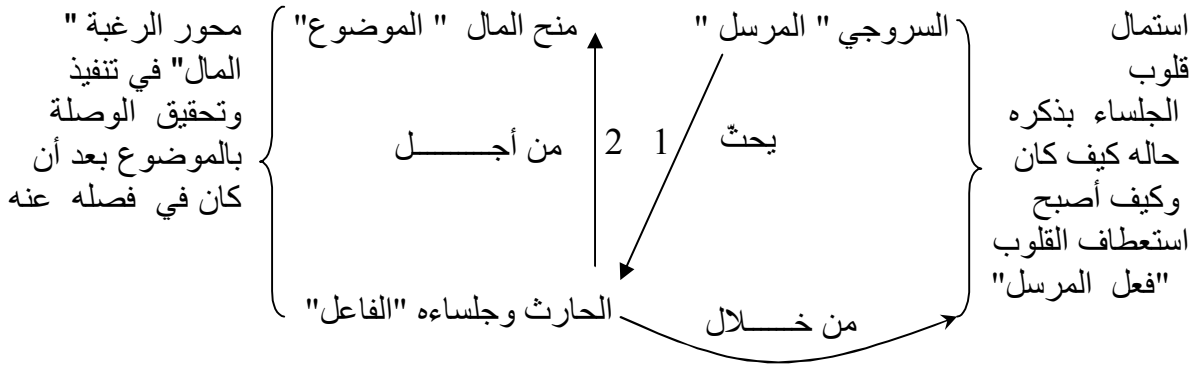 استمال
قلوب
الجلساء بذكره
حاله كيف كان
وكيف أصبح
استعطاف القلوب
"فعل المرسل"
السروجي " المرسل "
يحثّ
1
2
منح المال " الموضوع"
من أجــــــل
الحارث وجلساءه "الفاعل"
من خـــــلال
محور الرغبة "
المال" في تنفيذ
وتحقيق الوصلة
بالموضوع بعد أن
كان في فصله عنه